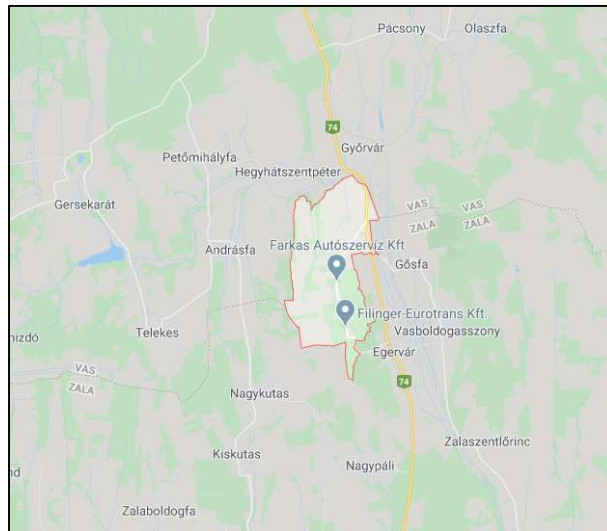 Pácsony
Olaszfa
74
Győrvár
Petőmihályfa
Hegyhátszentpéter
Gersekarát
VAS
ZALA
VAS
ZALA
Andrásfa
Farkas Autószervíz Kft
Gősfa
Filinger-Eurotrans Kft.
nizdó
Telekes
Vasboldogasszony
Egervár
VAS
ZALA
74
Nagykutas
Zalaszentlőrinc
Kiskutas
Nagypáli
nd
Zalaboldogfa